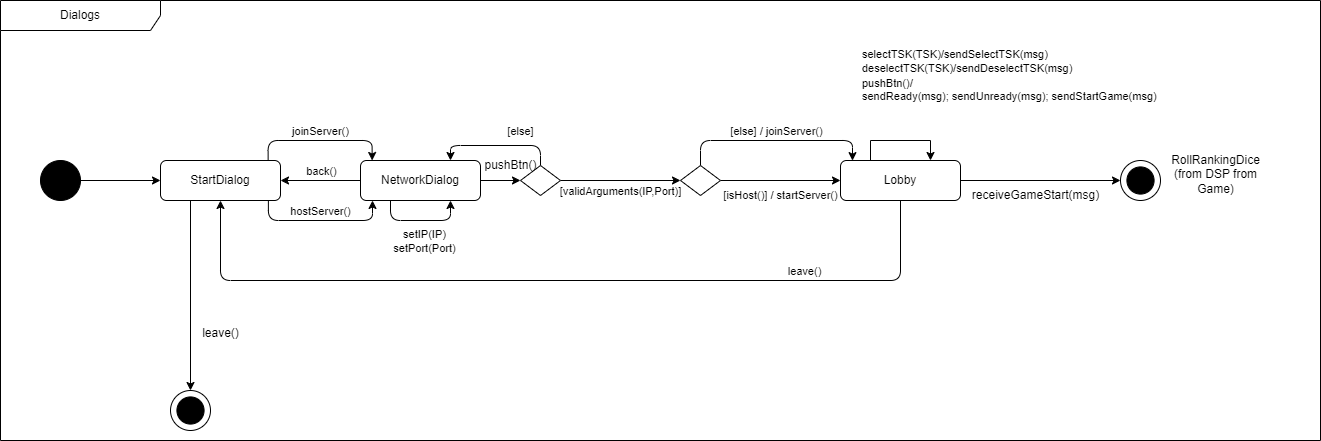 Dialogs
selectTSK(TSK)/sendSelectTSK(msg)
deselectTSK(TSK)/sendDeselectTSK(msg)
pushBtn()/
sendReady(msg); sendUnready(msg); sendStartGame(msg)
joinServer()
[else]
[else] / joinServer()
StartDialog
back()
NetworkDialog
pushBtn()
[validArguments(IP,Port)]
[isHost()] / startServer()
Lobby
receiveGameStart(msg)
RollRankingDice
(from DSP from
Game)
hostServer()
setIP(IP)
setPort(Port)
leave()
leave()